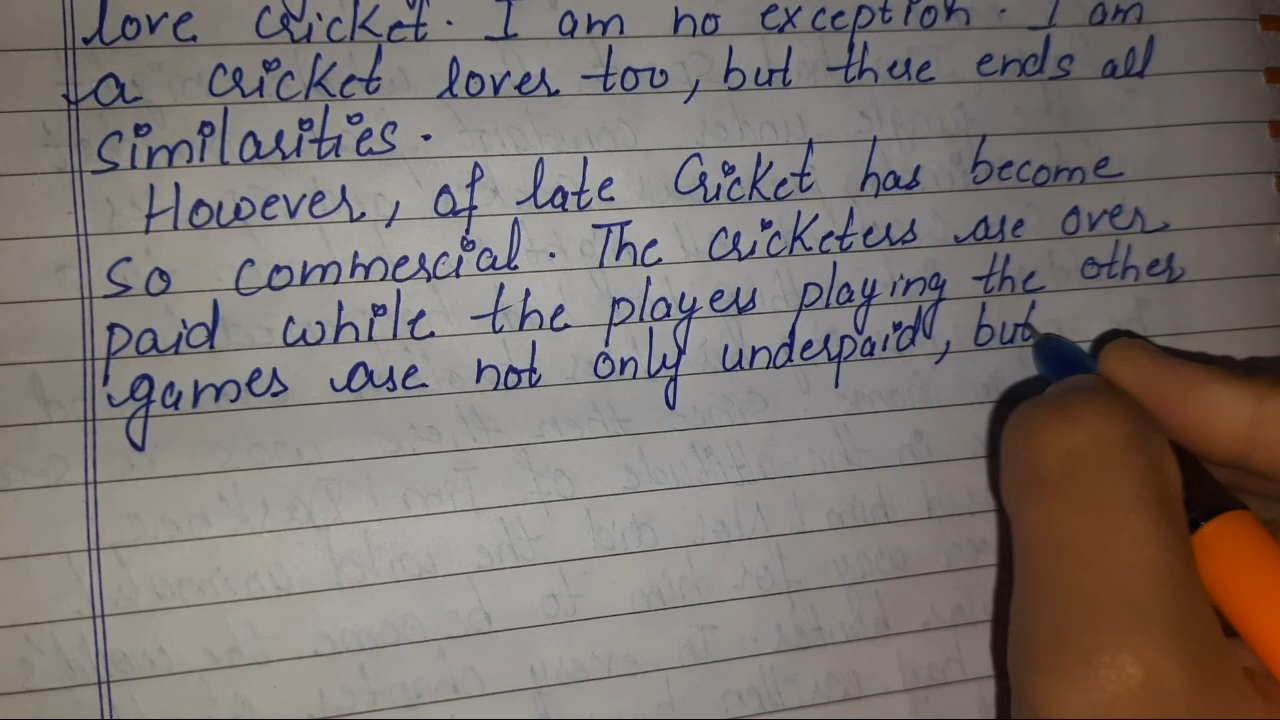 love cricket. I am no exception. I am
a cricket lover too, but there ends all
similarities.
However, of late Cricket has become
so commercial. The cricketers are over
paid while the players playing the other
games are not only underpaid, but